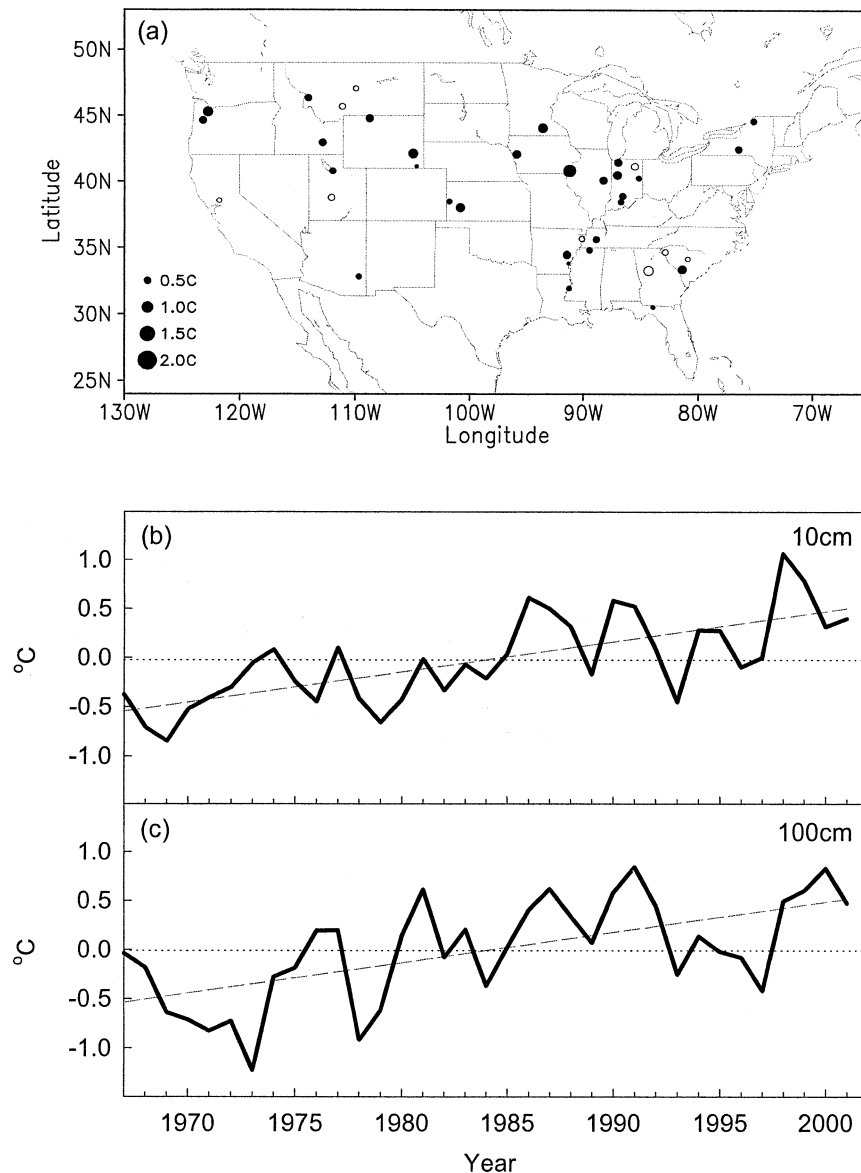 (a)
50N
45N
40N
35N
30N
25N
Latitude
0.5C
1.0C
1.5C
2.0C
130W 120W 110W 100W 90W 80W 70W
Longitude
(b) 10cm
1.0
0.5
0.0
-0.5
-1.0
°C
(c) 100cm
1.0
0.5
0.0
-0.5
-1.0
°C
1970 1975 1980 1985 1990 1995 2000
Year